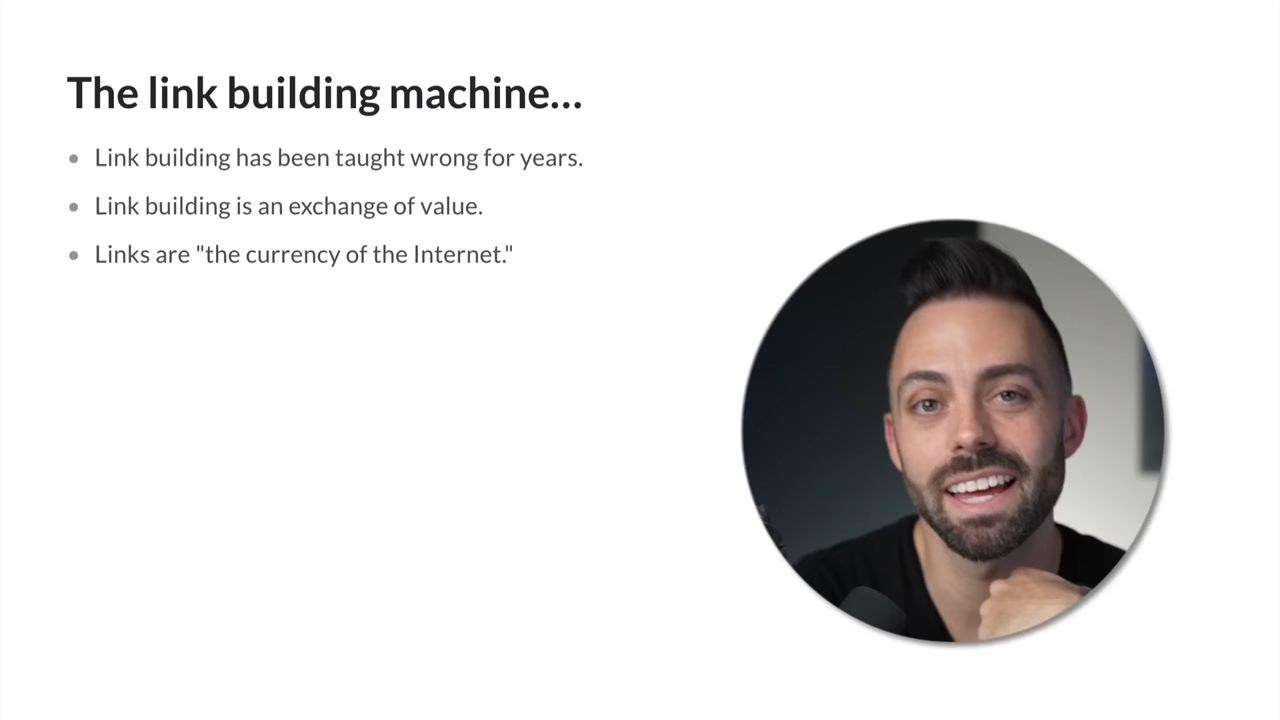 The link building machine...
Link building has been taught wrong for years.
Link building is an exchange of value.
Links are "the currency of the Internet."